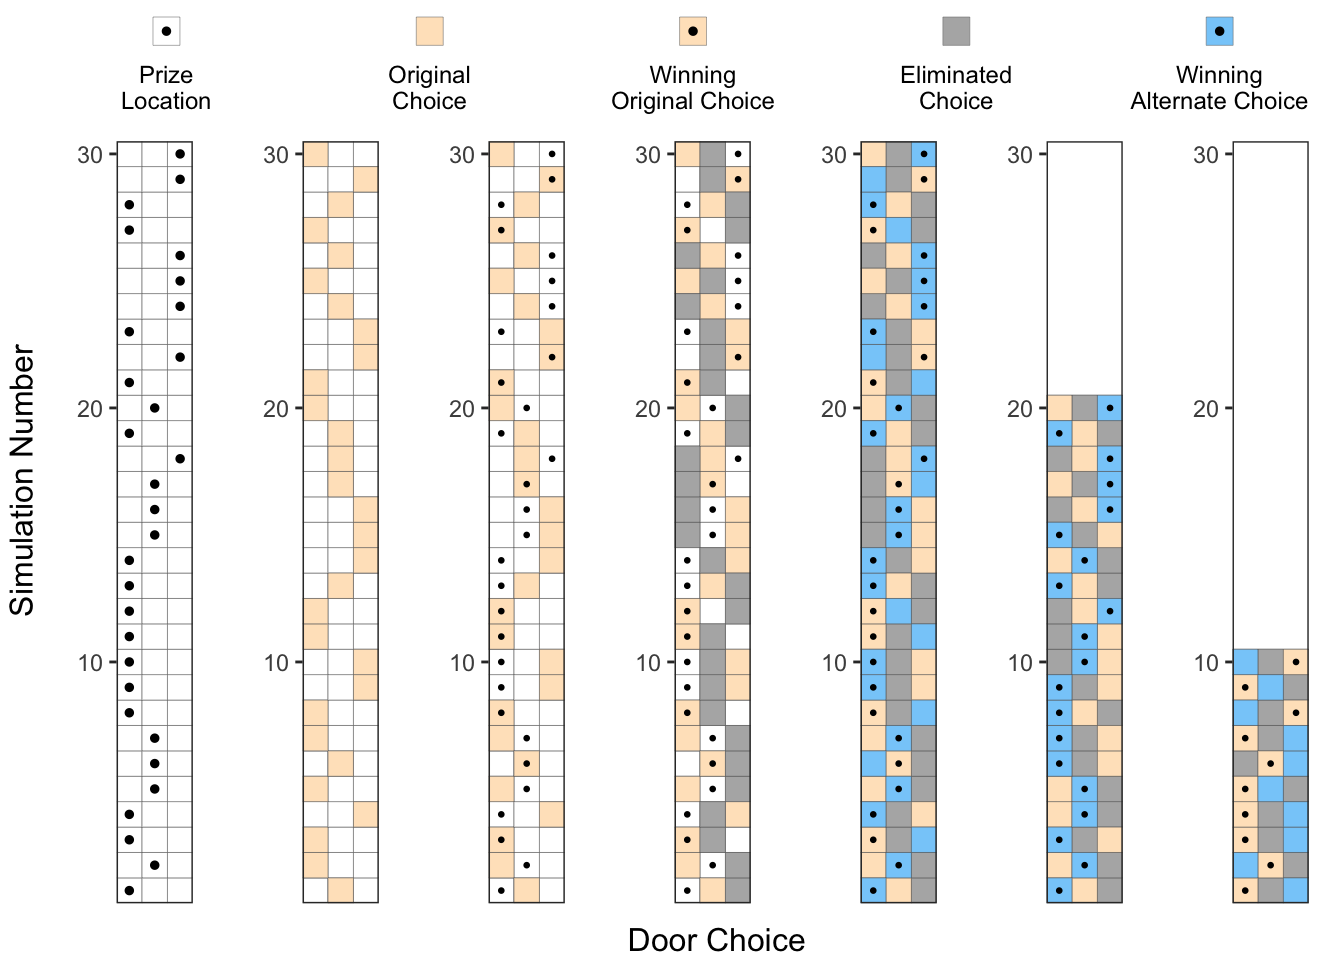 Prize
Location
Original
Choice
Winning
Original Choice
Eliminated
Choice
Winning
Alternate Choice
30 30 30 30 30 30 30
20 20 20 20 20 20 20
10 10 10 10 10 10 10
Simulation Number
Door Choice